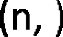 (n, )